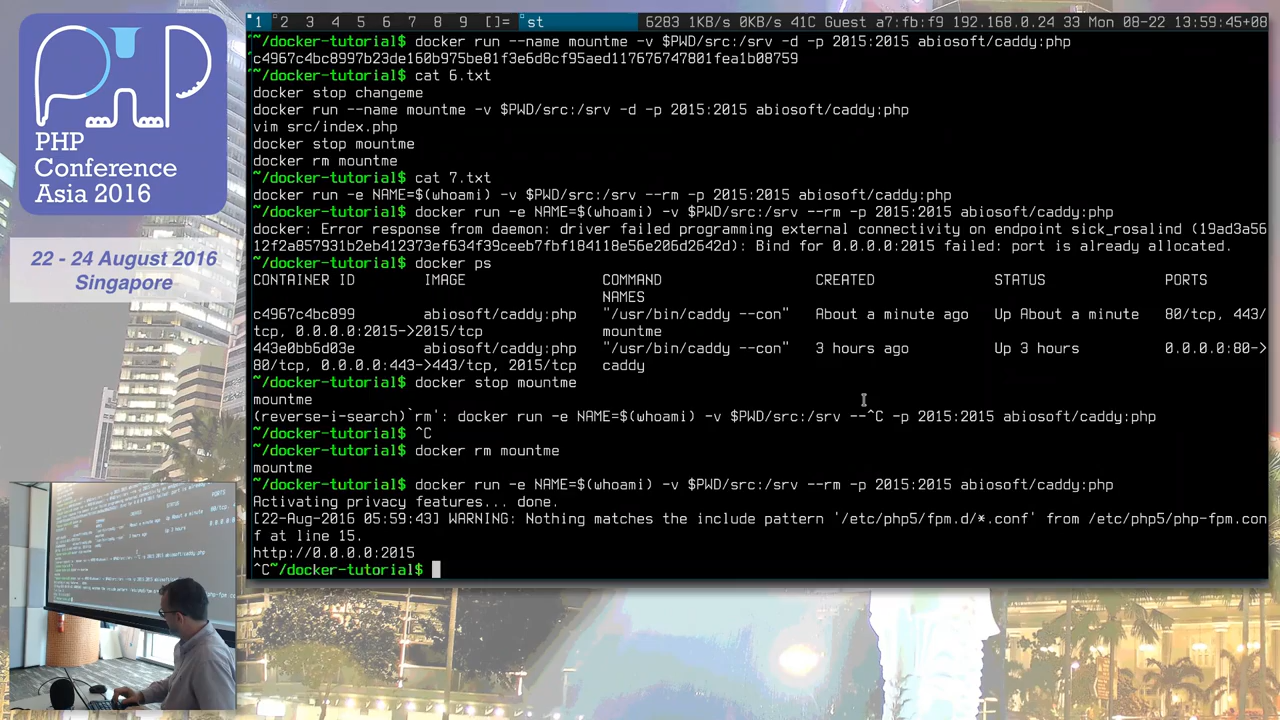 PHP
Conference
Asia 2016
22 - 24 August 2016
Singapore
1 2 3 4 5 6 7 8 9 []= st 6283 1KB/s 0KB/s 41C Guest a7:fb:f9 192.168.0.24 33 Mon 08-22 13:59:45+08
~/docker-tutorial$ docker run --name mountme -v $PWD/src:/srv -d -p 2015:2015 abiosoft/caddy:php
c4967c4bc8997b23de160b975be81f3e6d8cf95aed117676747801fea1b08759
~/docker-tutorial$ cat 6.txt
docker stop changeme
docker run --name mountme -v $PWD/src:/srv -d -p 2015:2015 abiosoft/caddy:php
vim src/index.php
docker stop mountme
docker rm mountme
~/docker-tutorial$ cat 7.txt
docker run -e NAME=$(whoami) -v $PWD/src:/srv --rm -p 2015:2015 abiosoft/caddy:php
~/docker-tutorial$ docker run -e NAME=$(whoami) -v $PWD/src:/srv --rm -p 2015:2015 abiosoft/caddy:php
docker: Error response from daemon: driver failed programming external connectivity on endpoint sick_rosalind (19ad3a56
12f2a857931b2eb412373ef634f39ceeb7fbf184118e56e206d2642d): Bind for 0.0.0.0:2015 failed: port is already allocated.
~/docker-tutorial$ docker ps
CONTAINER ID IMAGE COMMAND CREATED STATUS PORTS
NAMES
c4967c4bc899 abiosoft/caddy:php "/usr/bin/caddy --con" About a minute ago Up About a minute 80/tcp, 443/
tcp, 0.0.0.0:2015->2015/tcp mountme
443e0bb6d03e abiosoft/caddy:php "/usr/bin/caddy --con" 3 hours ago Up 3 hours 0.0.0.0:80->
80/tcp, 0.0.0.0:443->443/tcp, 2015/tcp caddy
~/docker-tutorial$ docker stop mountme
mountme
(reverse-i-search)`rm': docker run -e NAME=$(whoami) -v $PWD/src:/srv --^C -p 2015:2015 abiosoft/caddy:php
~/docker-tutorial$ ^C
~/docker-tutorial$ docker rm mountme
mountme
~/docker-tutorial$ docker run -e NAME=$(whoami) -v $PWD/src:/srv --rm -p 2015:2015 abiosoft/caddy:php
Activating privacy features... done.
[22-Aug-2016 05:59:43] WARNING: Nothing matches the include pattern '/etc/php5/fpm.d/*.conf' from /etc/php5/php-fpm.con
f at line 15.
http://0.0.0.0:2015
^C~/docker-tutorial$